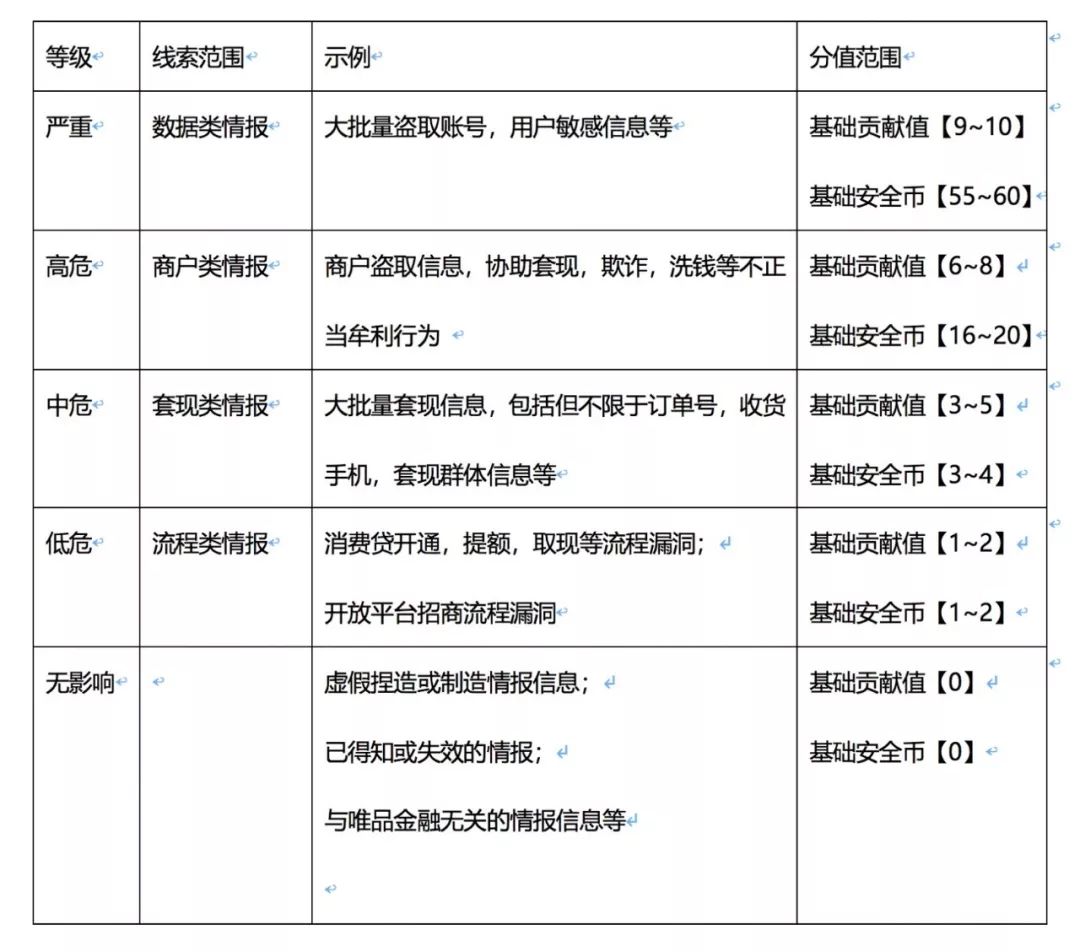 等级 线索范围 示例 分值范围
严重 数据类情报 大批量盗取账号，用户敏感信息等 基础贡献值【9~10】
基础安全币【55~60】
高危 商户类情报 商户盗取信息，协助套现，欺诈，洗钱等不正 基础贡献值【6~8】
当牟利行为 基础安全币【16~20】
中危 套现类情报 大批量套现信息，包括但不限于订单号，收货 基础贡献值【3~5】
手机，套现群体信息等 基础安全币【3~4】
低危 流程类情报 消费贷开通，提额，取现等流程漏洞； 基础贡献值【1~2】
开放平台招商流程漏洞 基础安全币【1~2】
无影响 虚假捏造或制造情报信息； 基础贡献值【0】
已得知或失效的情报； 基础安全币【0】
与唯品金融无关的情报信息等